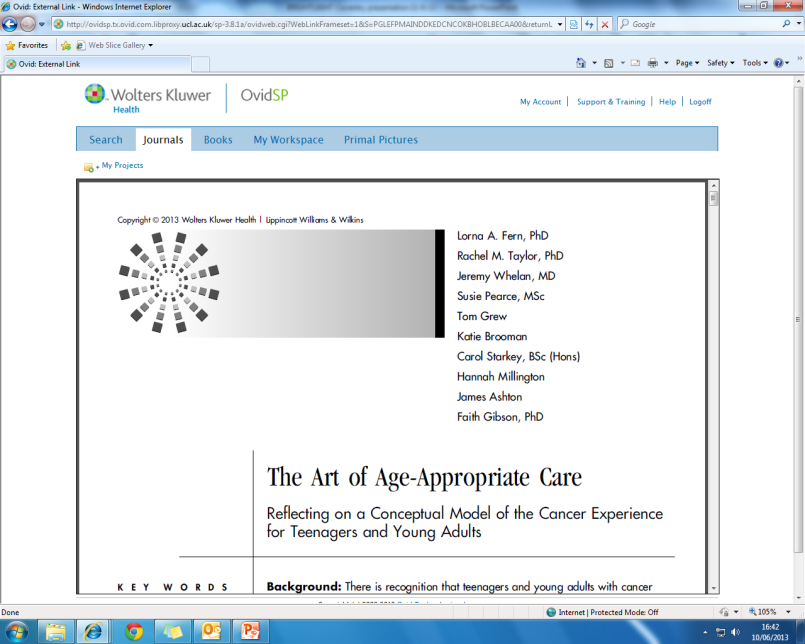 Ovid: External Link - Windows Internet Explorer
http://ovidsp.tx.ovid.com.libproxy.ucl.ac.uk/sp-3.8.1a/ovidweb.cgi?WebLinkFrameset=1&S=PGLEFPMAINDDKEDCNCOKBHOBLBECAA00&returnL
Google
Favorites
Web Slice Gallery
Ovid: External Link
Page
Safety
Tools
Wolters Kluwer
Health
OvidSP
My Account | Support & Training | Help | Logoff
Search
Journals
Books
My Workspace
Primal Pictures
+ My Projects
Copyright © 2013 Wolters Kluwer Health | Lippincott Williams & Wilkins
Lorna A. Fern, PhD
Rachel M. Taylor, PhD
Jeremy Whelan, MD
Susie Pearce, MSc
Tom Grew
Katie Brooman
Carol Starkey, BSc (Hons)
Hannah Millington
James Ashton
Faith Gibson, PhD
The Art of Age-Appropriate Care
Reflecting on a Conceptual Model of the Cancer Experience
for Teenagers and Young Adults
KEY WORDS
Background: There is recognition that teenagers and young adults with cancer
Done
Internet | Protected Mode: Off
105%
16:42
10/06/2013